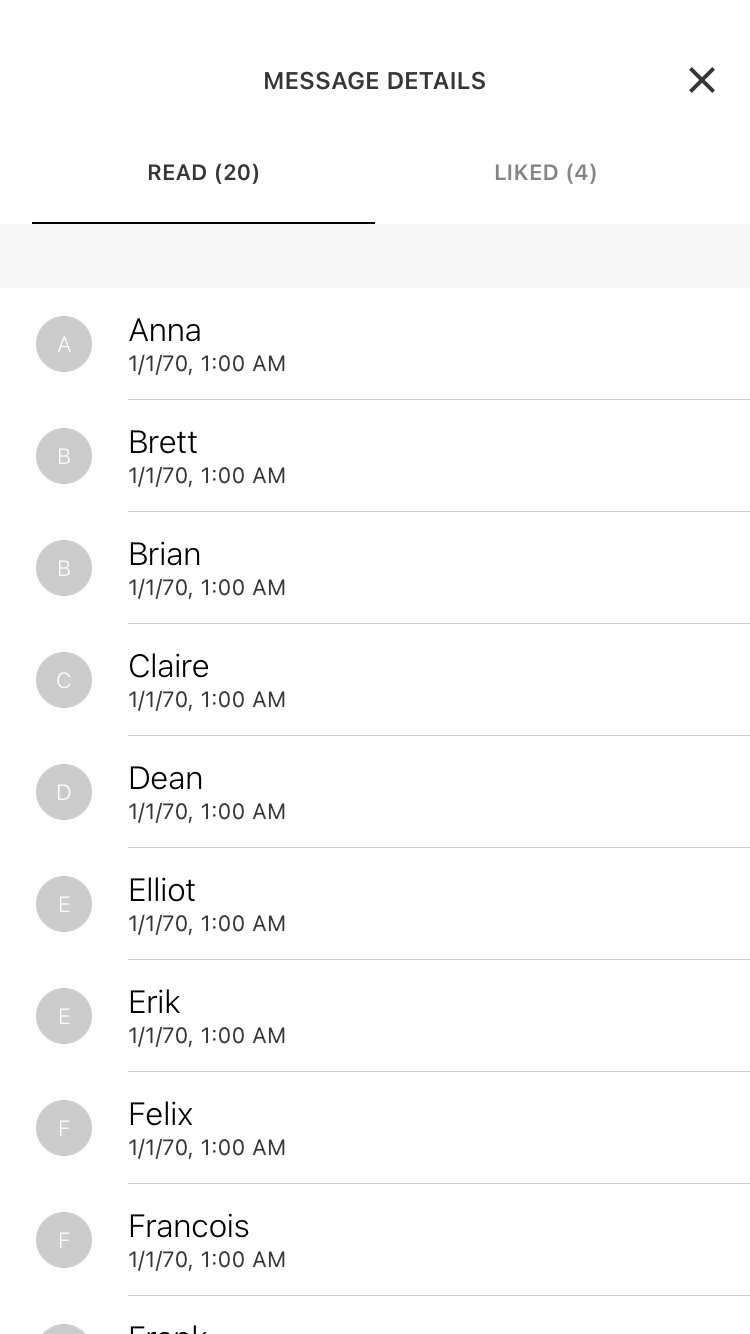 MESSAGE DETAILS
READ (20)
LIKED (4)
A
Anna
1/1/70, 1:00 AM
B
Brett
1/1/70, 1:00 AM
B
Brian
1/1/70, 1:00 AM
C
Claire
1/1/70, 1:00 AM
D
Dean
1/1/70, 1:00 AM
E
Elliot
1/1/70, 1:00 AM
E
Erik
1/1/70, 1:00 AM
F
Felix
1/1/70, 1:00 AM
F
Francois
1/1/70, 1:00 AM
Frank